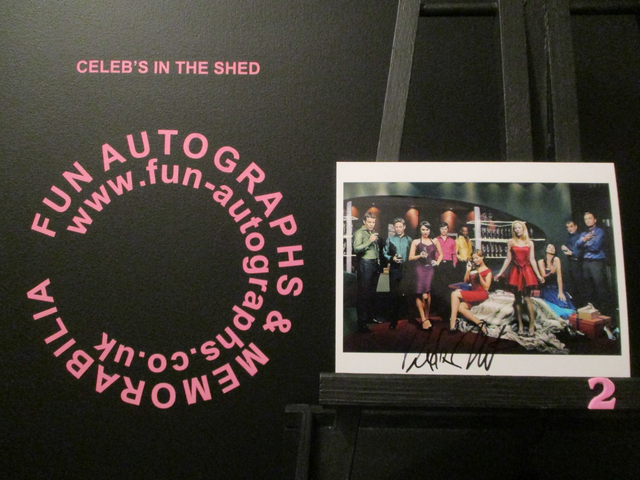 CELEB'S IN THE SHED
FUN AUTOGRAPHS & MEMORABILIA
www.fun-autographs.co.uk
2